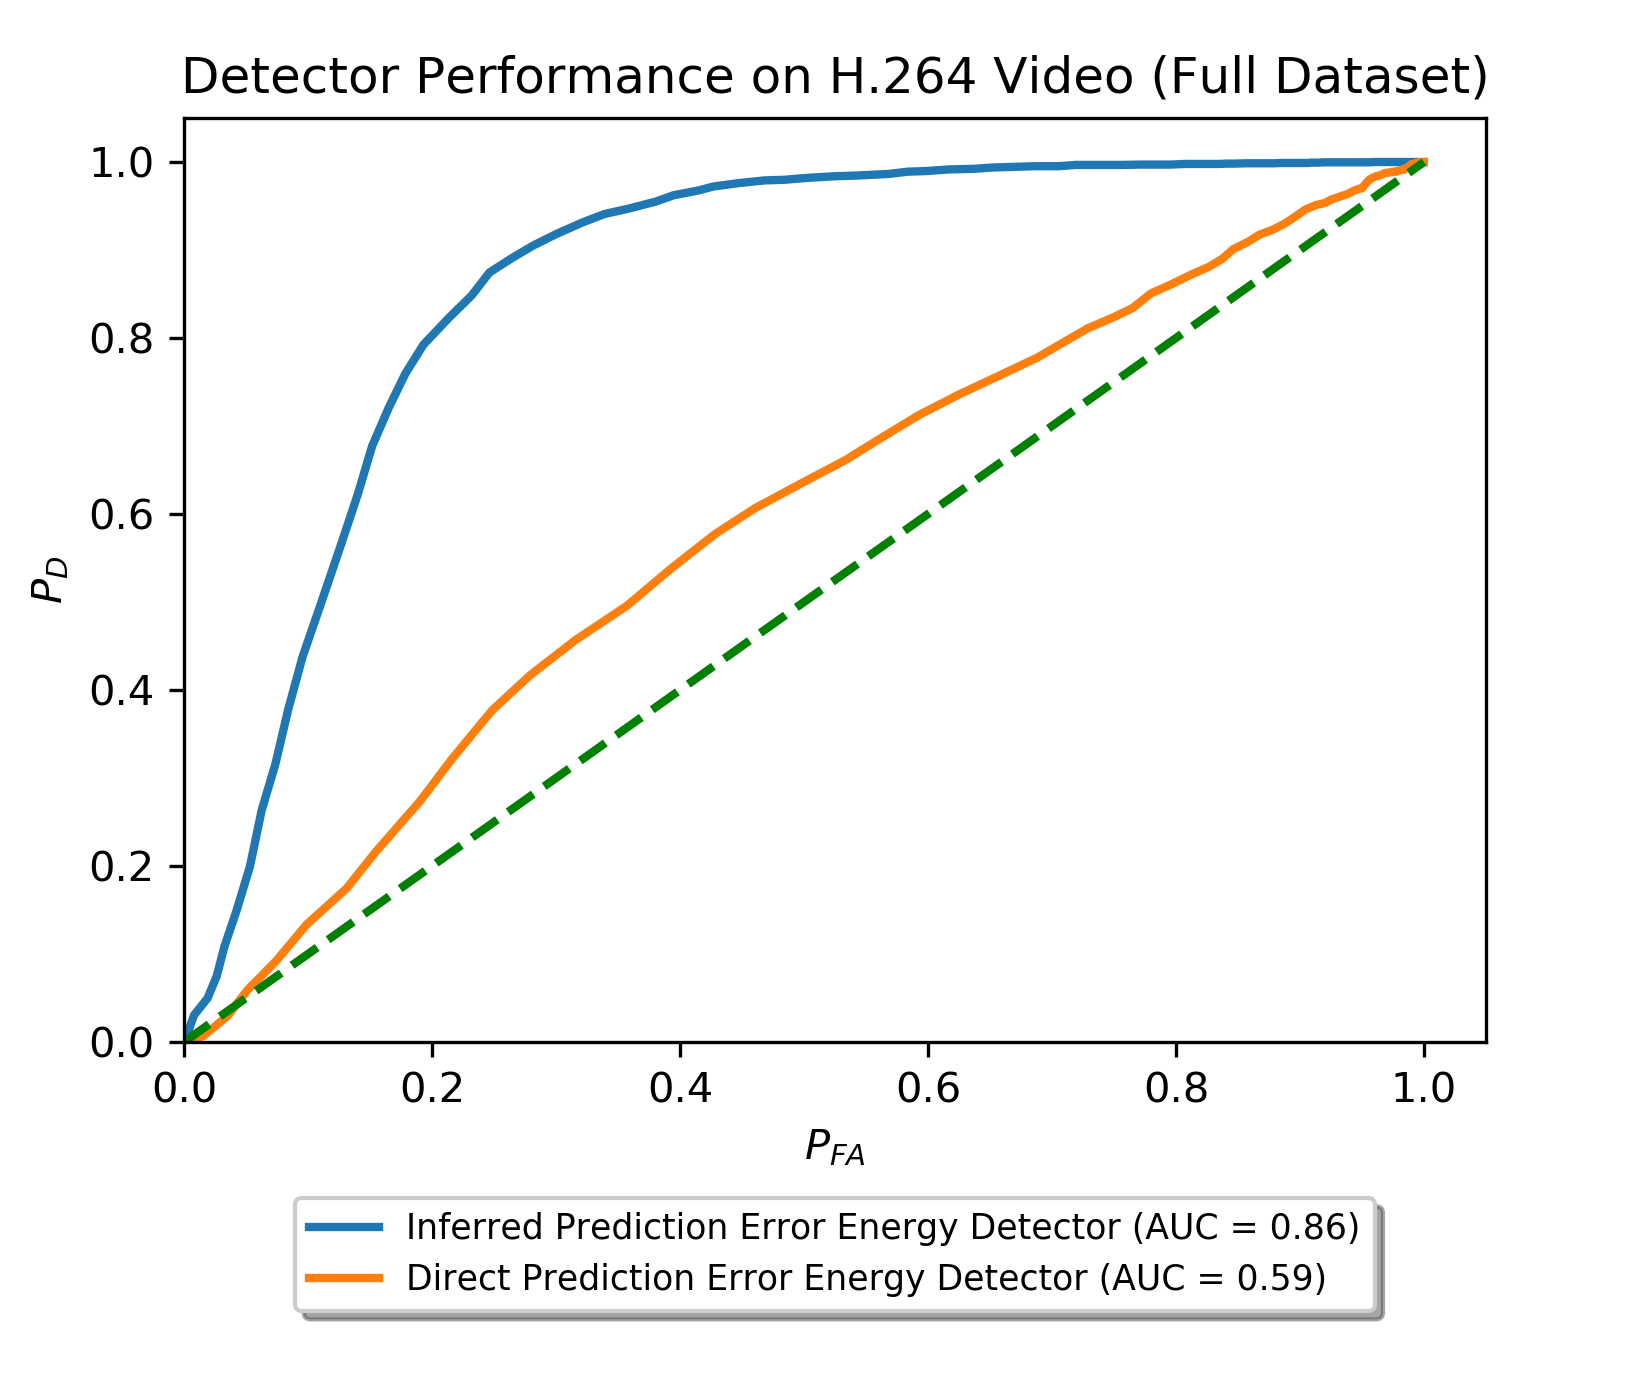 Detector Performance on H.264 Video (Full Dataset)
1.0
0.8
0.6
0.4
0.2
0.0
P_D
0.0 0.2 0.4 0.6 0.8 1.0
P_FA
Inferred Prediction Error Energy Detector (AUC = 0.86)
Direct Prediction Error Energy Detector (AUC = 0.59)